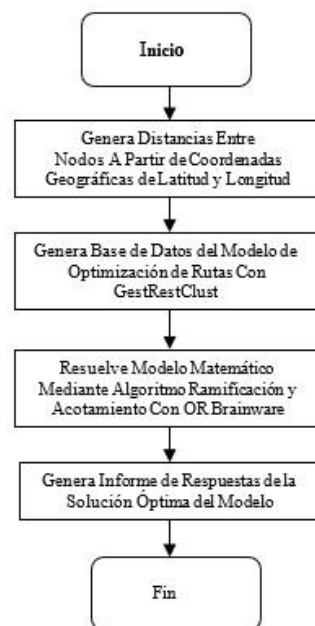 Inicio
Genera Distancias Entre
Nodos A Partir de Coordenadas
Geográficas de Latitud y Longitud
Genera Base de Datos del Modelo de
Optimización de Rutas Con
GestRestClust
Resuelve Modelo Matemático
Mediante Algoritmo Ramificación y
Acotamiento Con OR Brainware
Genera Informe de Respuestas de la
Solución Óptima del Modelo
Fin